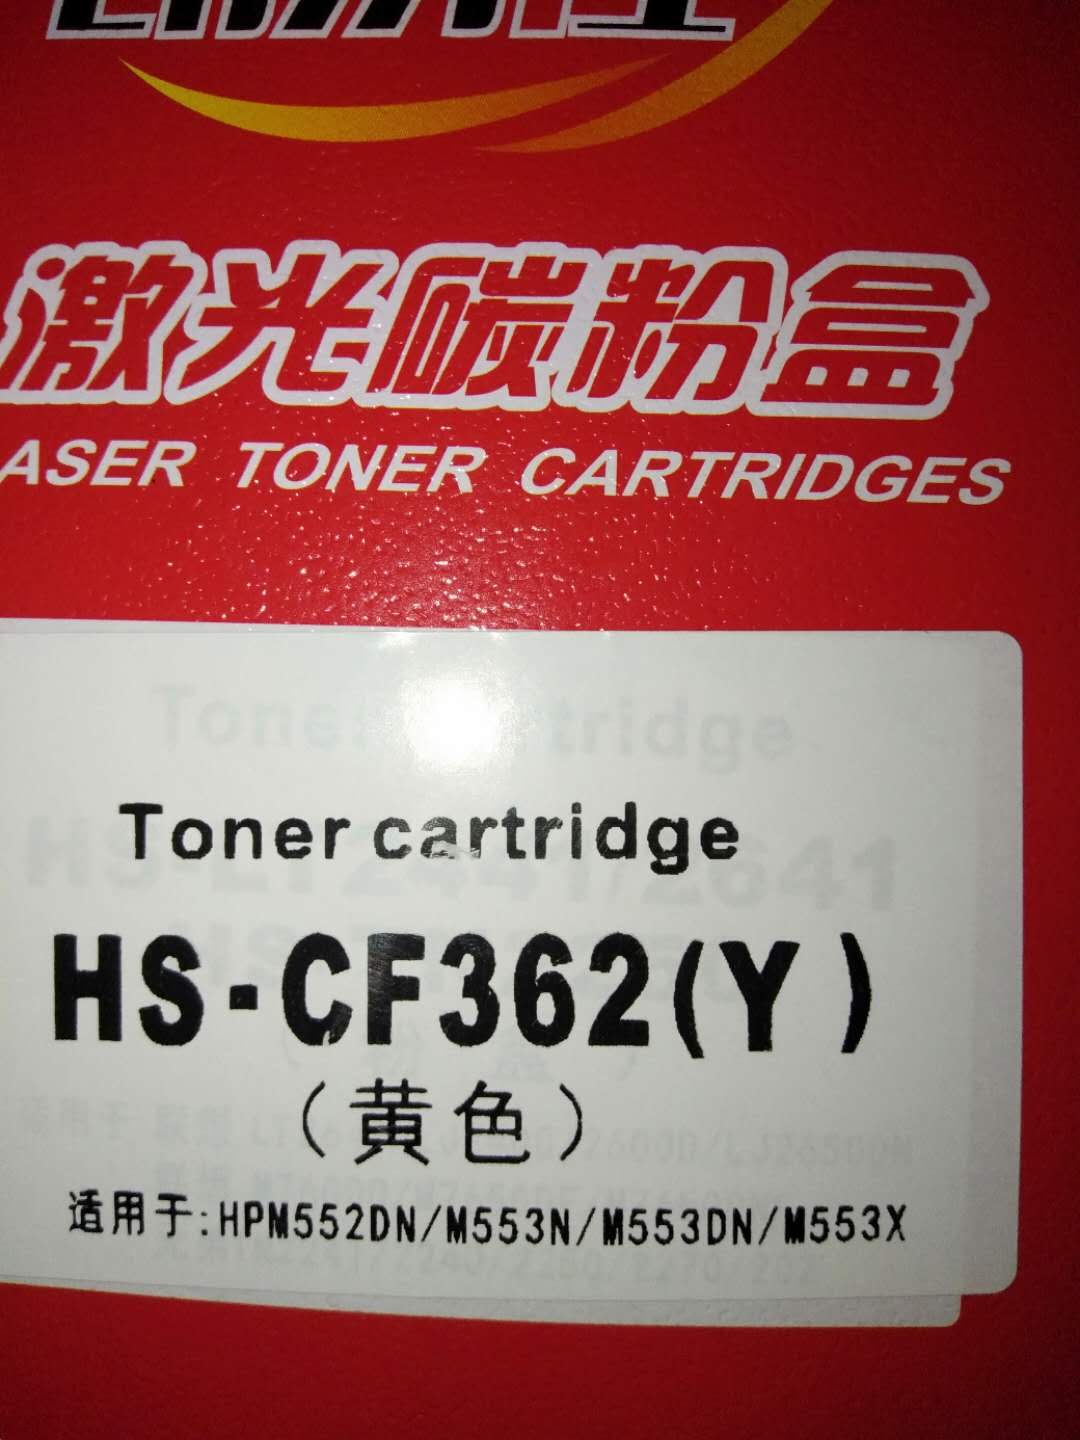 激光碳粉盒
ASER TONER CARTRIDGES
Toner cartridge
HS-CF362(Y)
(黄色)
适用于:HPM552DN/M553N/M553DN/M553X